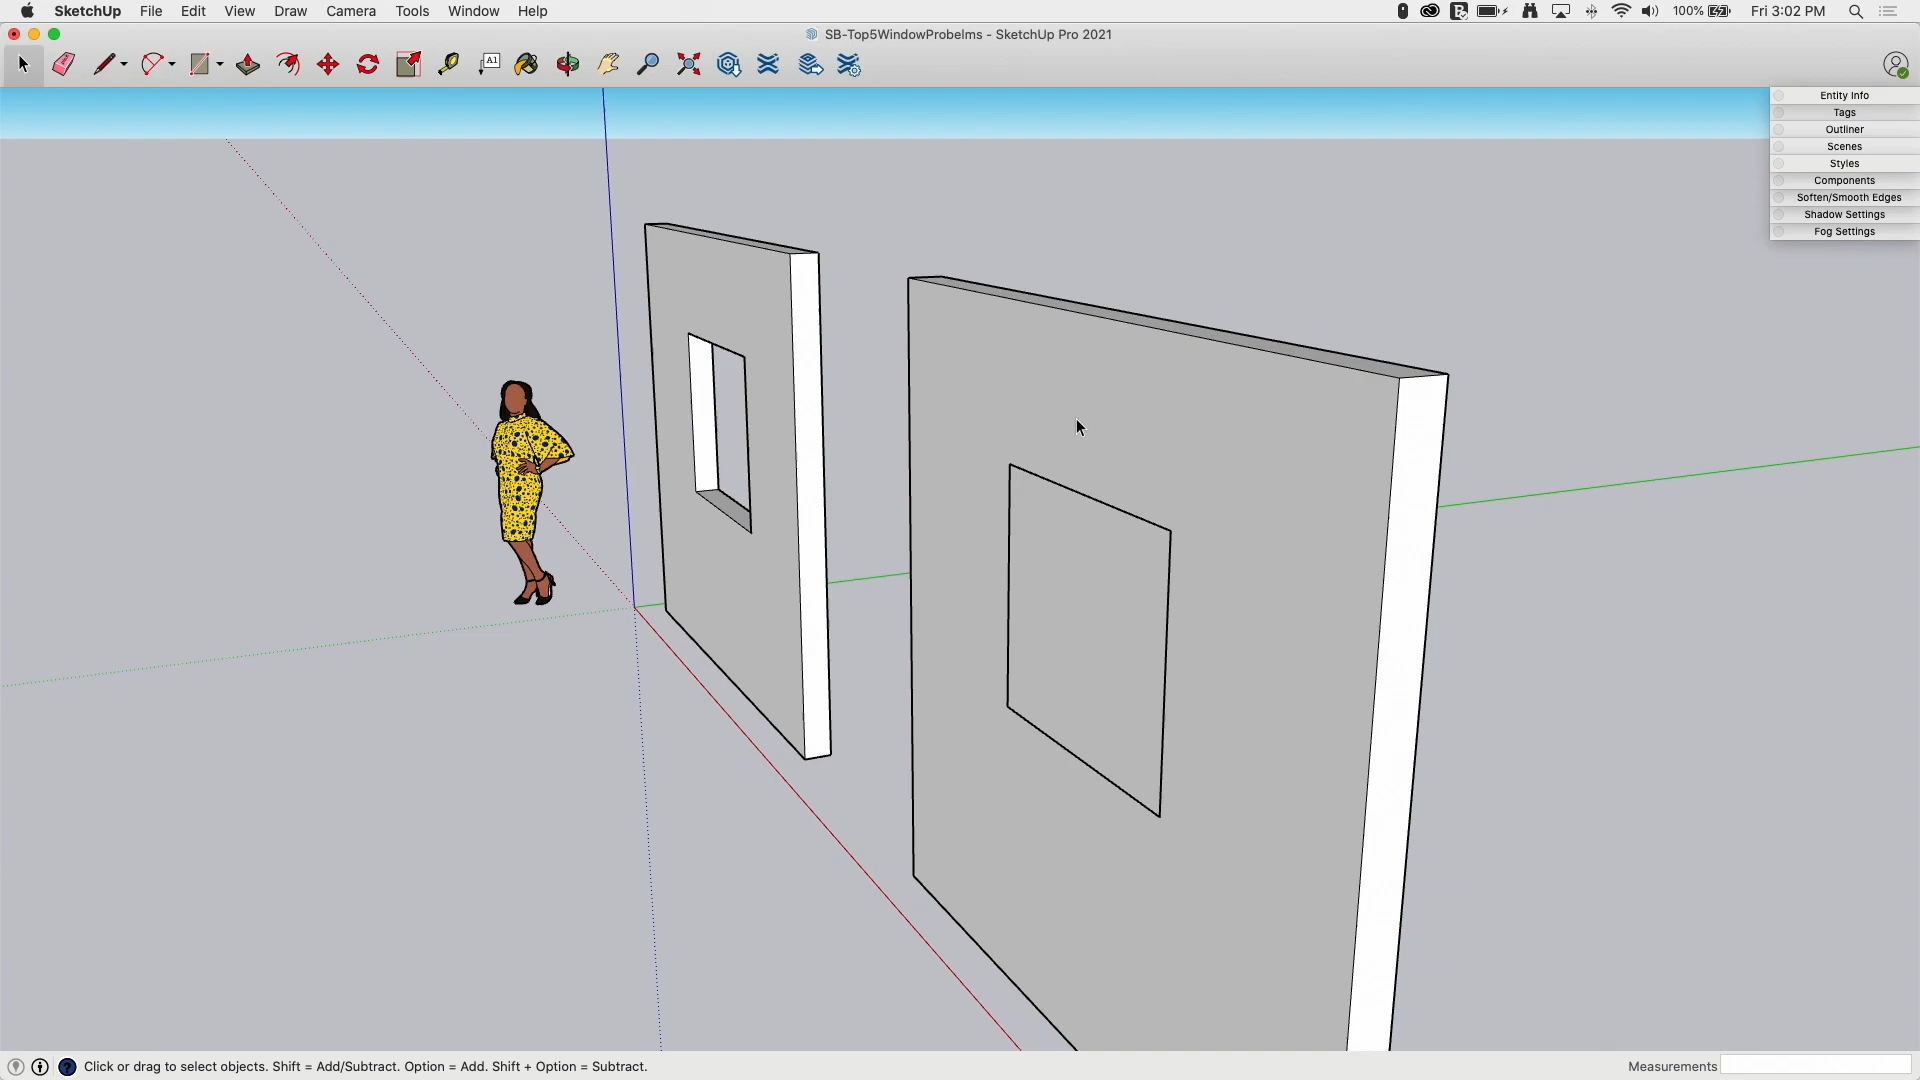 SketchUp File Edit View Draw Camera Tools Window Help 100% Fri 3:02 PM
SB-Top5WindowProbelms - SketchUp Pro 2021
A1
Entity Info
Tags
Outliner
Scenes
Styles
Components
Soften/Smooth Edges
Shadow Settings
Fog Settings
Click or drag to select objects. Shift = Add/Subtract. Option = Add. Shift + Option = Subtract.
Measurements